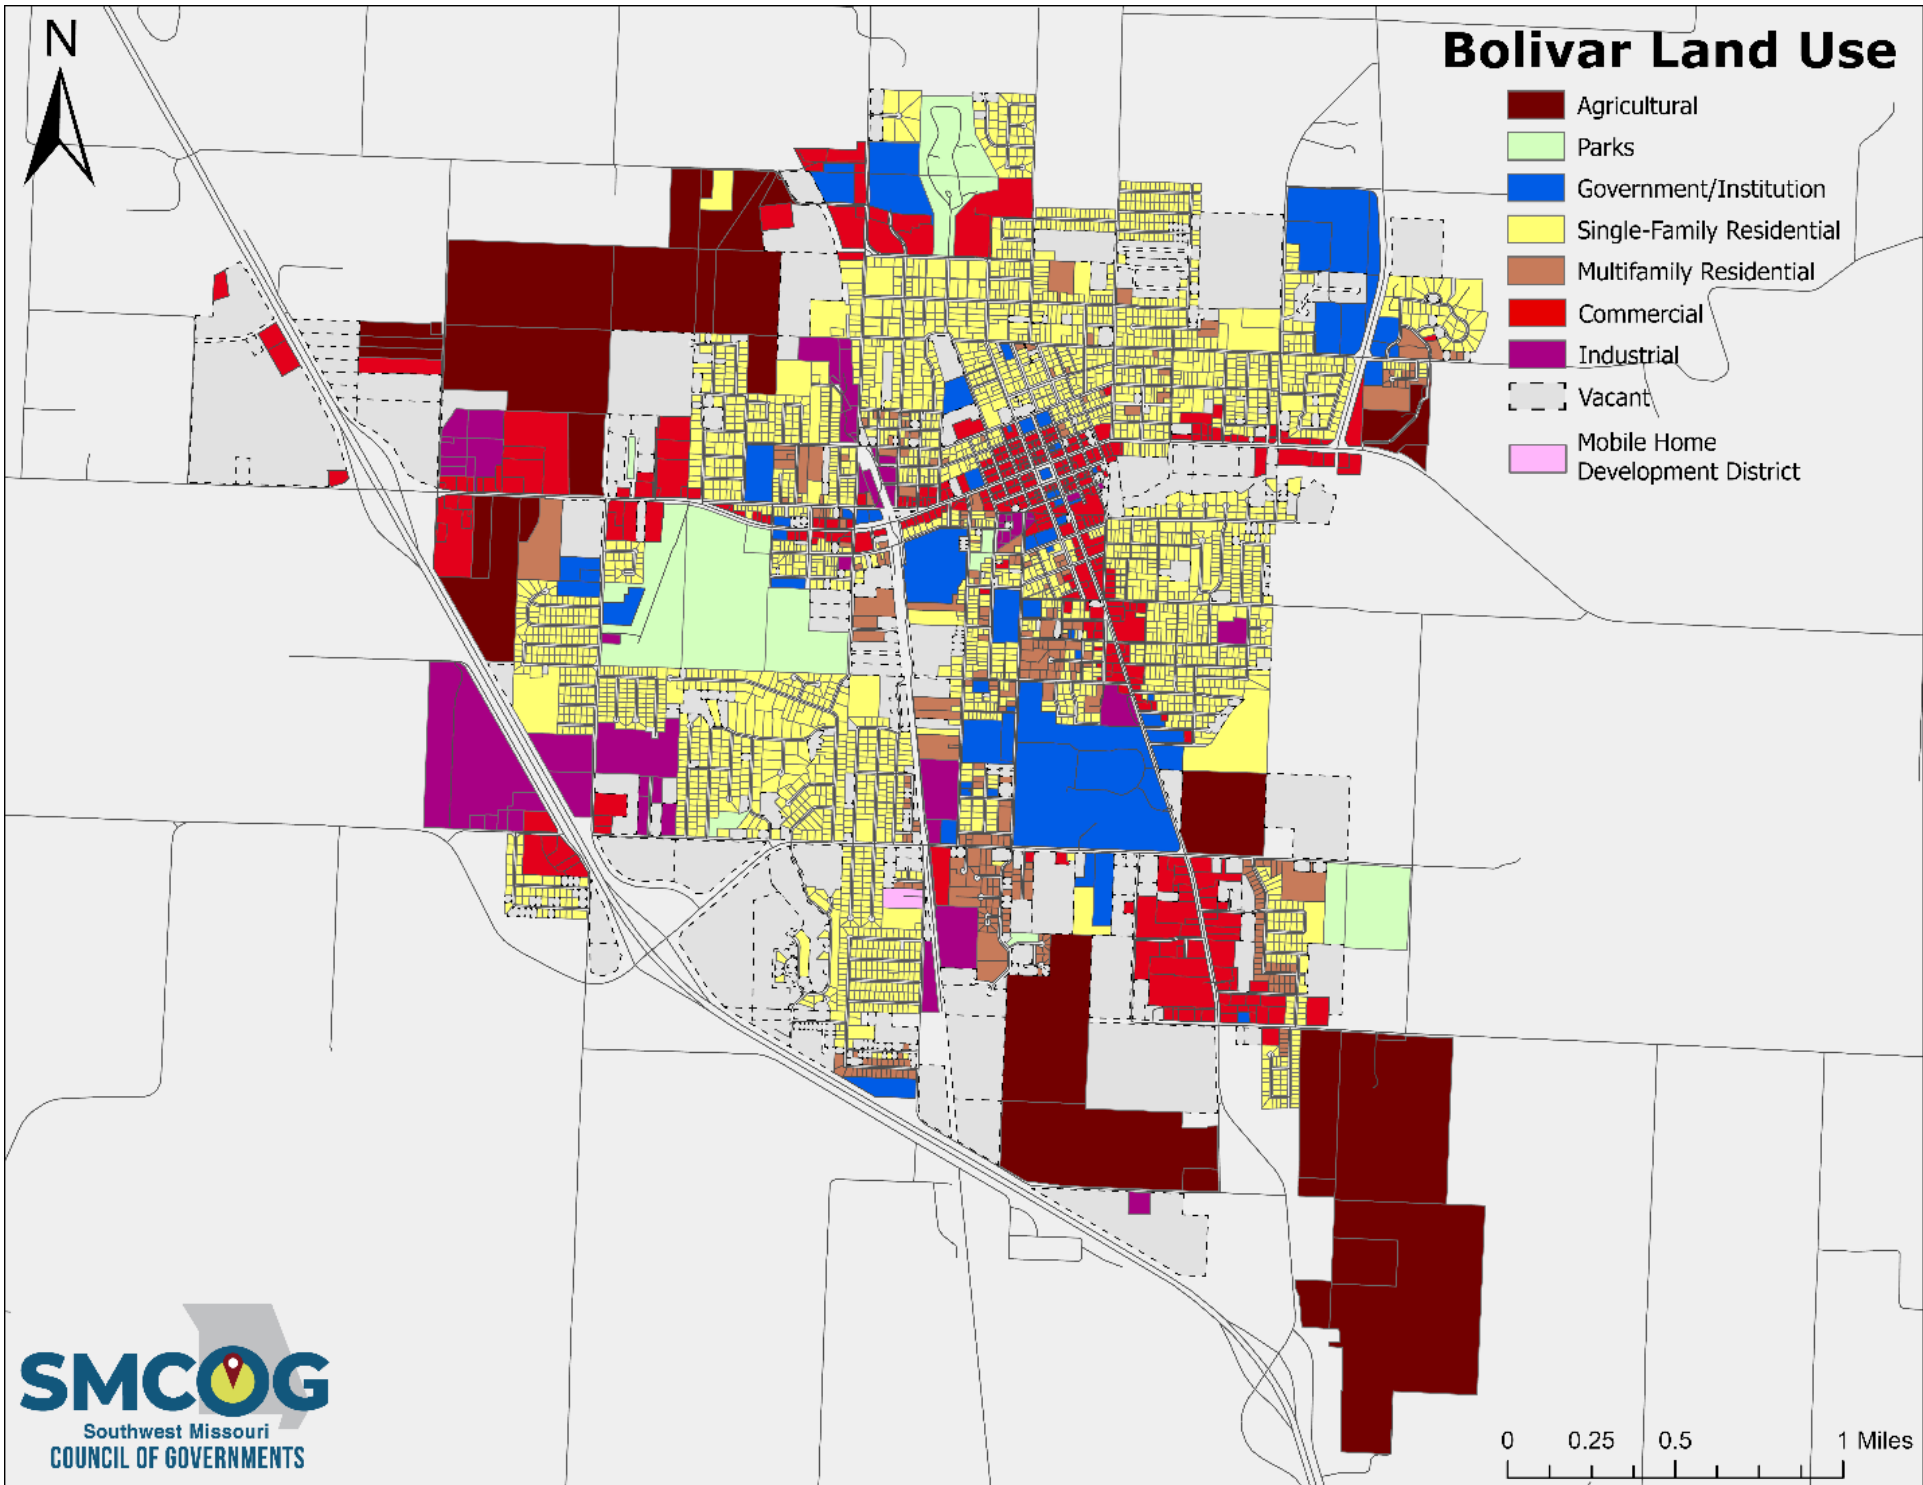 N
Bolivar Land Use
Agricultural
Parks
Government/Institution
Single-Family Residential
Multifamily Residential
Commercial
Industrial
Vacant
Mobile Home
Development District
SMCOG
Southwest Missouri
COUNCIL OF GOVERNMENTS
0 0.25 0.5 1 Miles